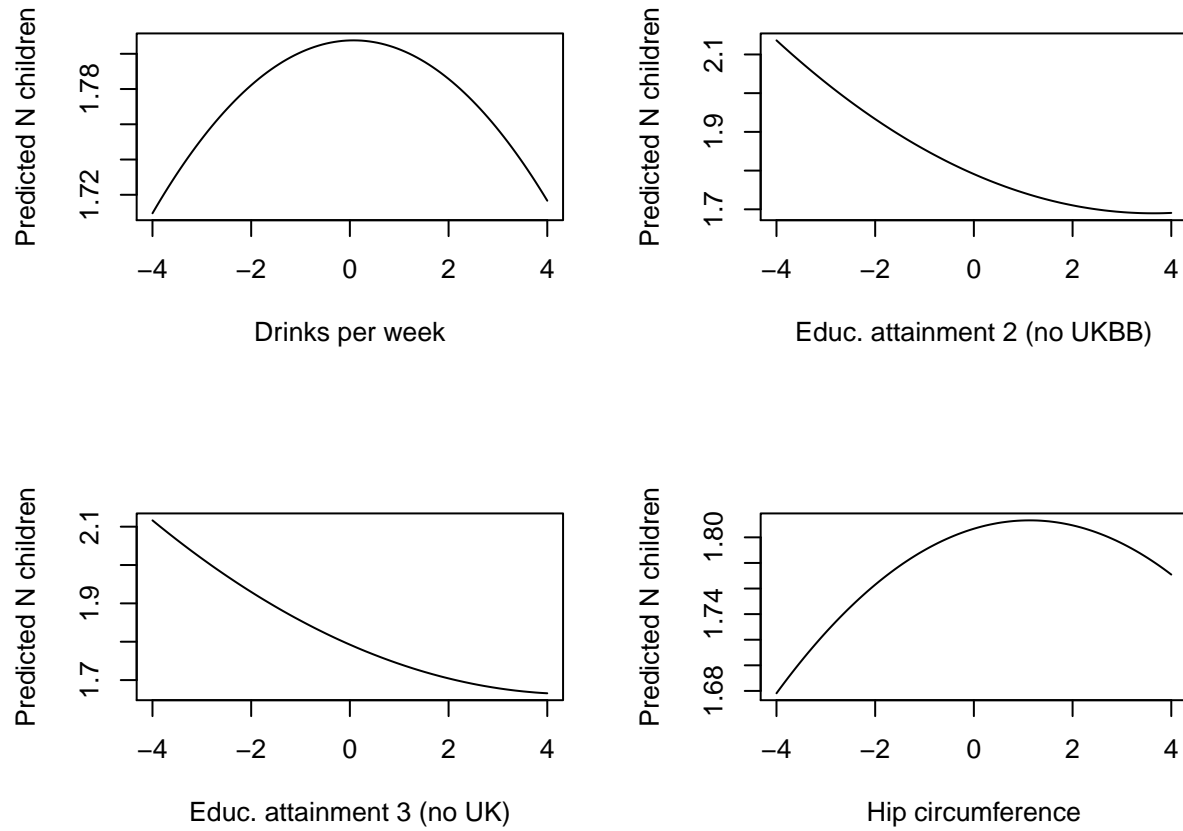 Predicted N children
1.72 1.78
−4 −2 0 2 4
Drinks per week
Predicted N children
1.7 1.9 2.1
−4 −2 0 2 4
Educ. attainment 2 (no UKBB)
Predicted N children
1.7 1.9 2.1
−4 −2 0 2 4
Educ. attainment 3 (no UK)
Predicted N children
1.68 1.74 1.80
−4 −2 0 2 4
Hip circumference